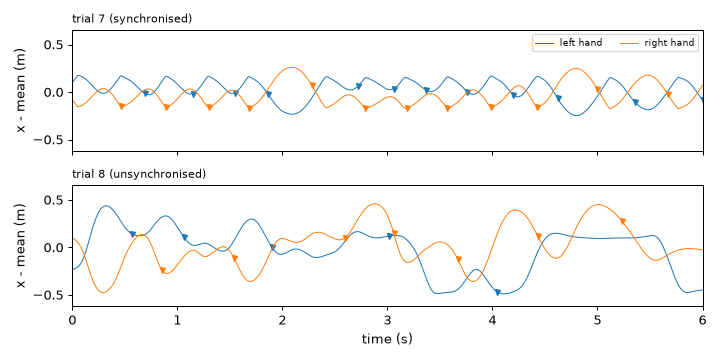 trial 7 (synchronised)
0.5
0.0
−0.5
x - mean (m)
left hand
right hand
trial 8 (unsynchronised)
0.5
0.0
−0.5
x - mean (m)
0 1 2 3 4 5 6
time (s)